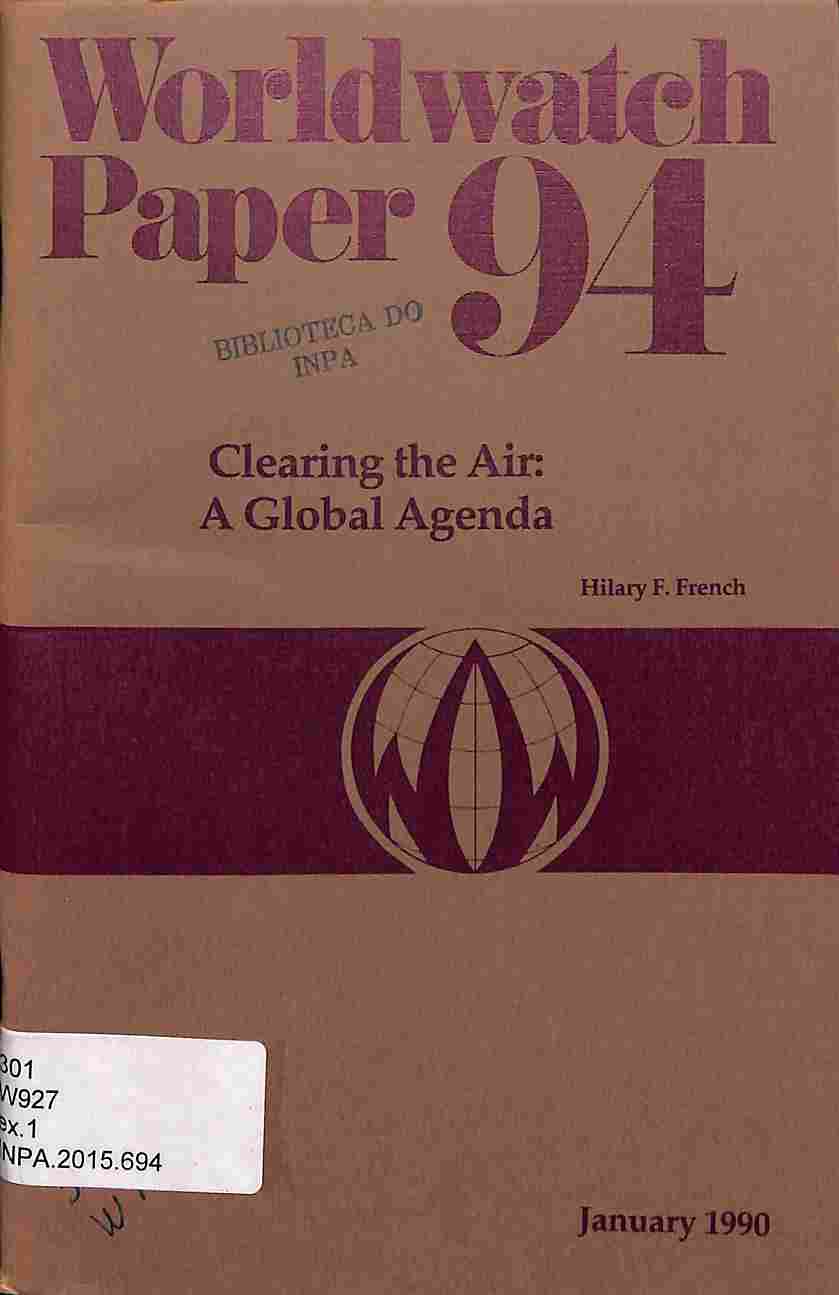 Worldwatch
Paper 94
BIBLIOTECA DO
INPA
Clearing the Air:
A Global Agenda
Hilary F. French
301
W927
ex.1
INPA.2015.694
W
January 1990